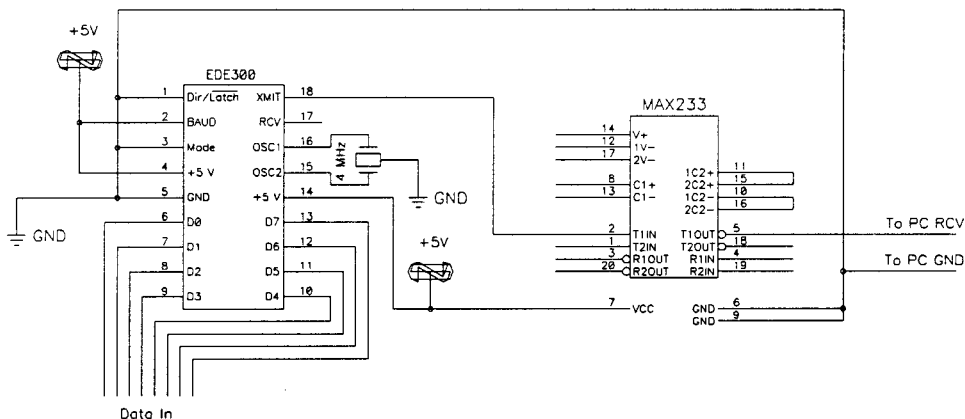 +5V
EDE300
1 Dir/Latch XMIT 18
2 BAUD RCV 17
3 Mode OSC1 16
4 +5 V OSC2 15
5 GND +5 V 14
6 D0 D7 13
7 D1 D6 12
8 D2 D5 11
9 D3 D4 10
4 MHz
GND
GND
Data In
+5V
MAX233
14 V+
12 1V-
17 2V-
1C2+ 11
8 C1+ 2C2+ 15
13 C1- 1C2- 10
2C2- 16
2 T1IN T1OUT 5
1 T2IN T2OUT 18
3 R1OUT R1IN 4
20 R2OUT R2IN 19
7 VCC GND 6
GND 9
To PC RCV
To PC GND